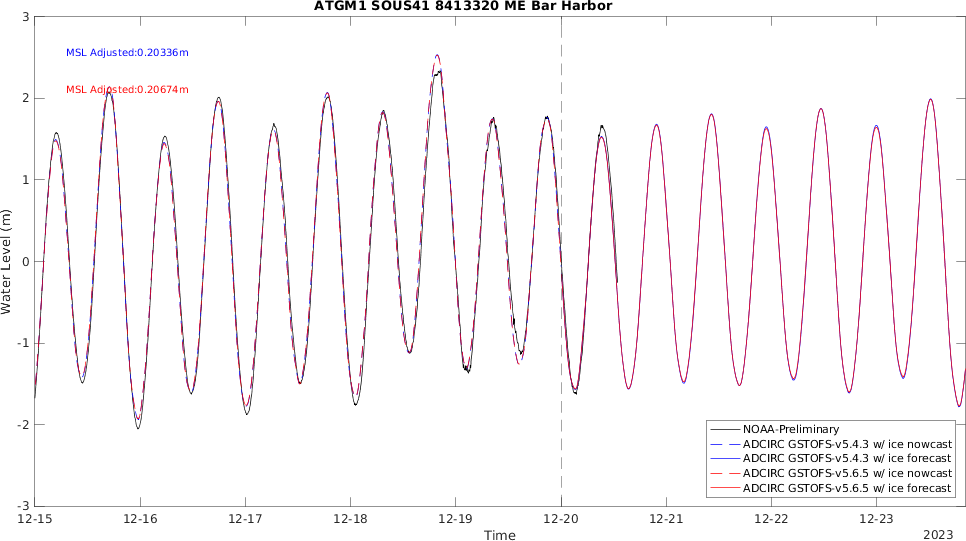 ATGM1 SOUS41 8413320 ME Bar Harbor
3
MSL Adjusted:0.20336m
MSL Adjusted:0.20674m
2
1
0
-1
-2
-3
Water Level (m)
NOAA-Preliminary
ADCIRC GSTOFS-v5.4.3 w/ ice nowcast
ADCIRC GSTOFS-v5.4.3 w/ ice forecast
ADCIRC GSTOFS-v5.6.5 w/ ice nowcast
ADCIRC GSTOFS-v5.6.5 w/ ice forecast
12-15 12-16 12-17 12-18 12-19 12-20 12-21 12-22 12-23
Time
2023